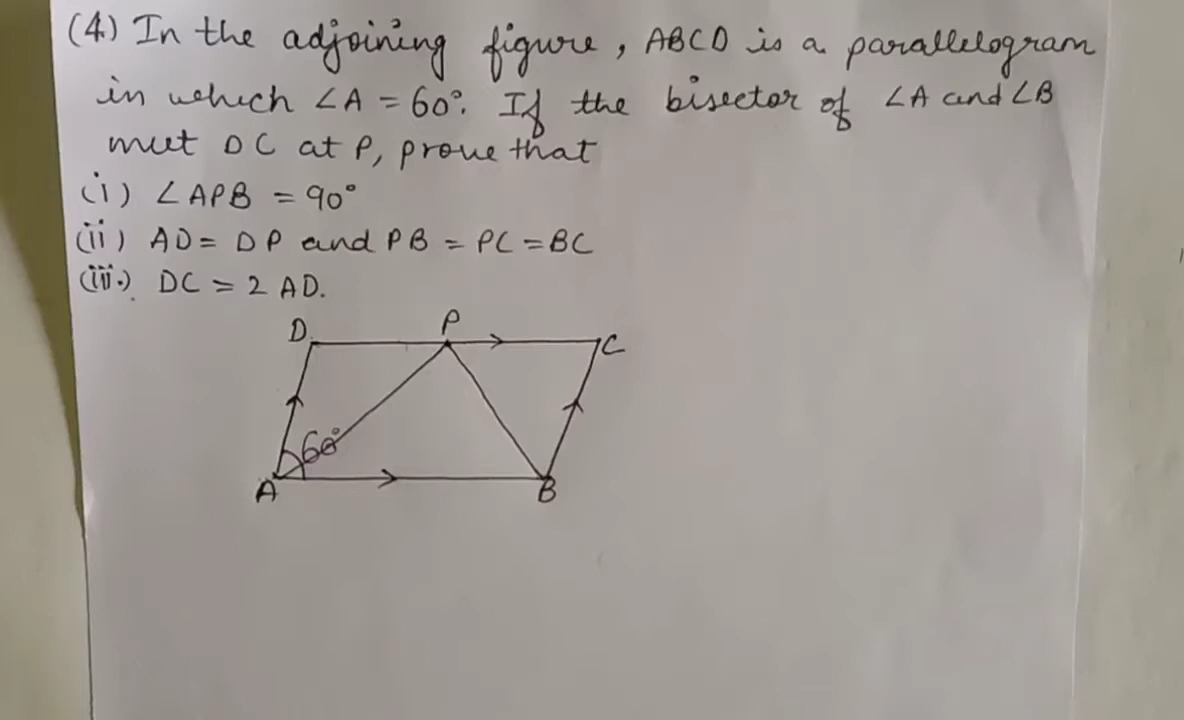 (4) In the adjoining figure, ABCD is a parallelogram
in which ∠A = 60°. If the bisector of ∠A and ∠B
meet DC at P, prove that
(i) ∠APB = 90°
(ii) AD = DP and PB = PC = BC
(iii.) DC = 2 AD.
D P C
60°
A B